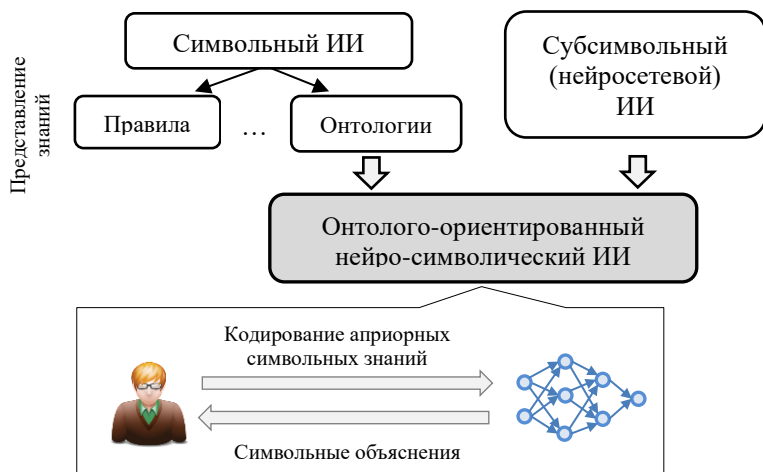 Представление
знаний
Символьный ИИ
Субсимвольный
(нейросетевой)
ИИ
Правила
…
Онтологии
Онтолого-ориентированный
нейро-символический ИИ
Кодирование априорных
символьных знаний
Символьные объяснения